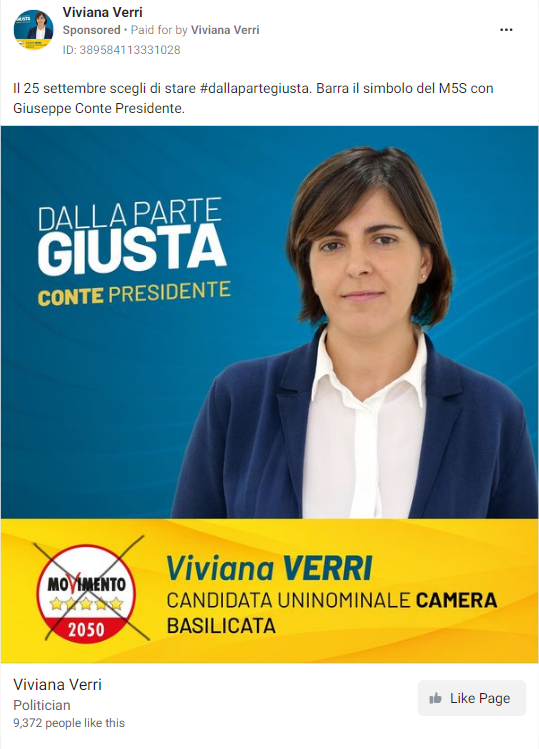 Viviana Verri
Sponsored • Paid for by Viviana Verri
ID: 389584113331028
Il 25 settembre scegli di stare #dallapartegiusta. Barra il simbolo del M5S con
Giuseppe Conte Presidente.
DALLA PARTE
GIUSTA
CONTE PRESIDENTE
MOVIMENTO
2050
Viviana VERRI
CANDIDATA UNINOMINALE CAMERA
BASILICATA
Viviana Verri
Politician
9,372 people like this
Like Page